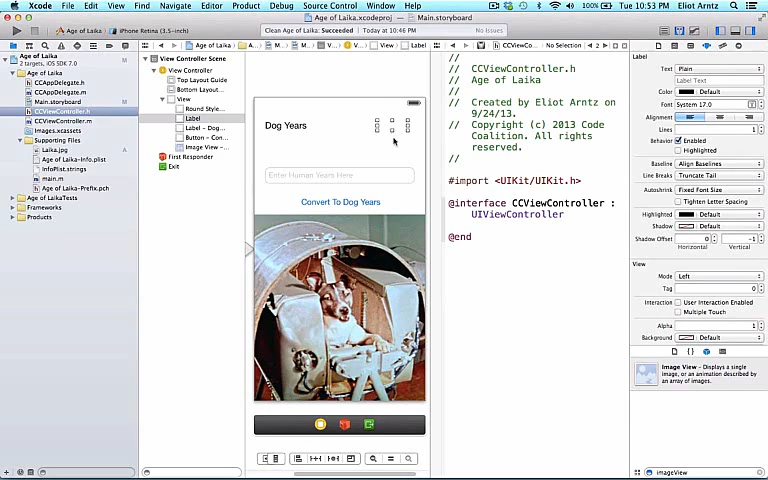 Xcode File Edit View Find Navigate Editor Product Debug Source Control Window Help 100% Tue 10:53 PM Eliot Arntz
Age of Laika.xcodeproj — Main.storyboard
Age of Laika
iPhone Retina (3.5-inch)
Clean Age of Laika: Succeeded
Today at 10:46 PM
No Issues
Age of Laika
2 targets, iOS SDK 7.0
Age of Laika
CCAppDelegate.h
CCAppDelegate.m
Main.storyboard M
CCViewController.h
CCViewController.m
Images.xcassets
Supporting Files
Laika.jpg A
Age of Laika-Info.plist
InfoPlist.strings
main.m
Age of Laika-Prefix.pch
Age of LaikaTests
Frameworks
Products
View Controller Scene
View Controller
Top Layout Guide
Bottom Layou...
View
Round Style...
Label
Label – Dog...
Button – Con...
Image View –...
First Responder
Exit
Dog Years
Enter Human Years Here
Convert To Dog Years
CCViewCo...
No Selection
2
//
// CCViewController.h
// Age of Laika
//
// Created by Eliot Arntz on
9/24/13.
// Copyright (c) 2013 Code
Coalition. All rights
reserved.
//
#import <UIKit/UIKit.h>
@interface CCViewController :
UIViewController
@end
Label
Text Plain
Label Text
Color Default
Font System 17.0
Alignment
Lines 1
Behavior Enabled
Highlighted
Baseline Align Baselines
Line Breaks Truncate Tail
Autoshrink Fixed Font Size
Tighten Letter Spacing
Highlighted Default
Shadow Default
Shadow Offset 0 -1
Horizontal Vertical
View
Mode Left
Tag 0
Interaction User Interaction Enabled
Multiple Touch
Alpha 1
Background Default
Image View - Displays a single
image, or an animation described by
an array of images.
imageView